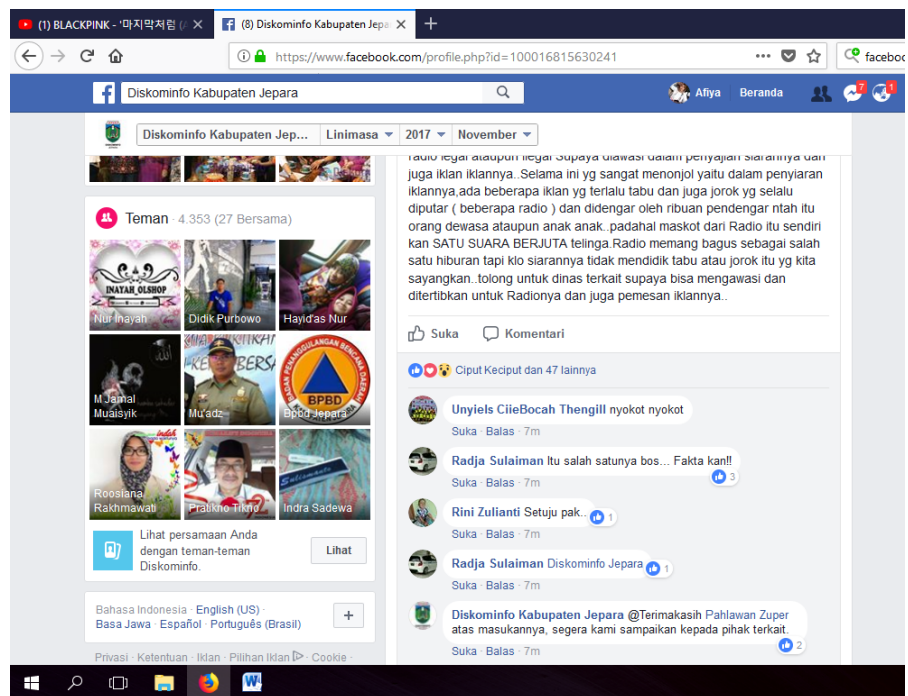 (1) BLACKPINK - '마지막처럼 (
(8) Diskominfo Kabupaten Jepar
https://www.facebook.com/profile.php?id=100016815630241
faceboo
Diskominfo Kabupaten Jepara
Afiya
Beranda
7
1
Diskominfo Kabupaten Jep...
Linimasa
2017
November
radio legal ataupun ilegal Supaya diawasi dalam penyajian siarannya dan
juga iklan iklannya..Selama ini yg sangat menonjol yaitu dalam penyiaran
iklannya,ada beberapa iklan yg terlalu tabu dan juga jorok yg selalu
diputar ( beberapa radio ) dan didengar oleh ribuan pendengar ntah itu
orang dewasa ataupun anak anak..padahal maskot dari Radio itu sendiri
kan SATU SUARA BERJUTA telinga.Radio memang bagus sebagai salah
satu hiburan tapi klo siarannya tidak mendidik tabu atau jorok itu yg kita
sayangkan..tolong untuk dinas terkait supaya bisa mengawasi dan
ditertibkan untuk Radionya dan juga pemesan iklannya..
Suka
Komentari
Ciput Keciput dan 47 lainnya
Unyiels CiieBocah Thengill nyokot nyokot
Suka · Balas · 7m
Radja Sulaiman Itu salah satunya bos... Fakta kan!!
3
Suka · Balas · 7m
Rini Zulianti Setuju pak..
1
Suka · Balas · 7m
Radja Sulaiman Diskominfo Jepara
1
Suka · Balas · 7m
Diskominfo Kabupaten Jepara @Terimakasih Pahlawan Zuper
atas masukannya, segera kami sampaikan kepada pihak terkait.
2
Suka · Balas · 7m
Teman · 4.353 (27 Bersama)
INAYAH_OLSHOP
Nur Inayah
Didik Purbowo
Hayid'as Nur
M Jamal
Muaisyik
Mu'adz
BADAN PENANGGULANGAN BENCANA DAERAH
BPBD
Bpbd Jepara
Roosiana
Rakhmawati
Pratikno Tikno
Indra Sadewa
Lihat persamaan Anda
dengan teman-teman
Diskominfo.
Lihat
Bahasa Indonesia · English (US) ·
Basa Jawa · Español · Português (Brasil)
+
Privasi · Ketentuan · Iklan · Pilihan Iklan · Cookie ·